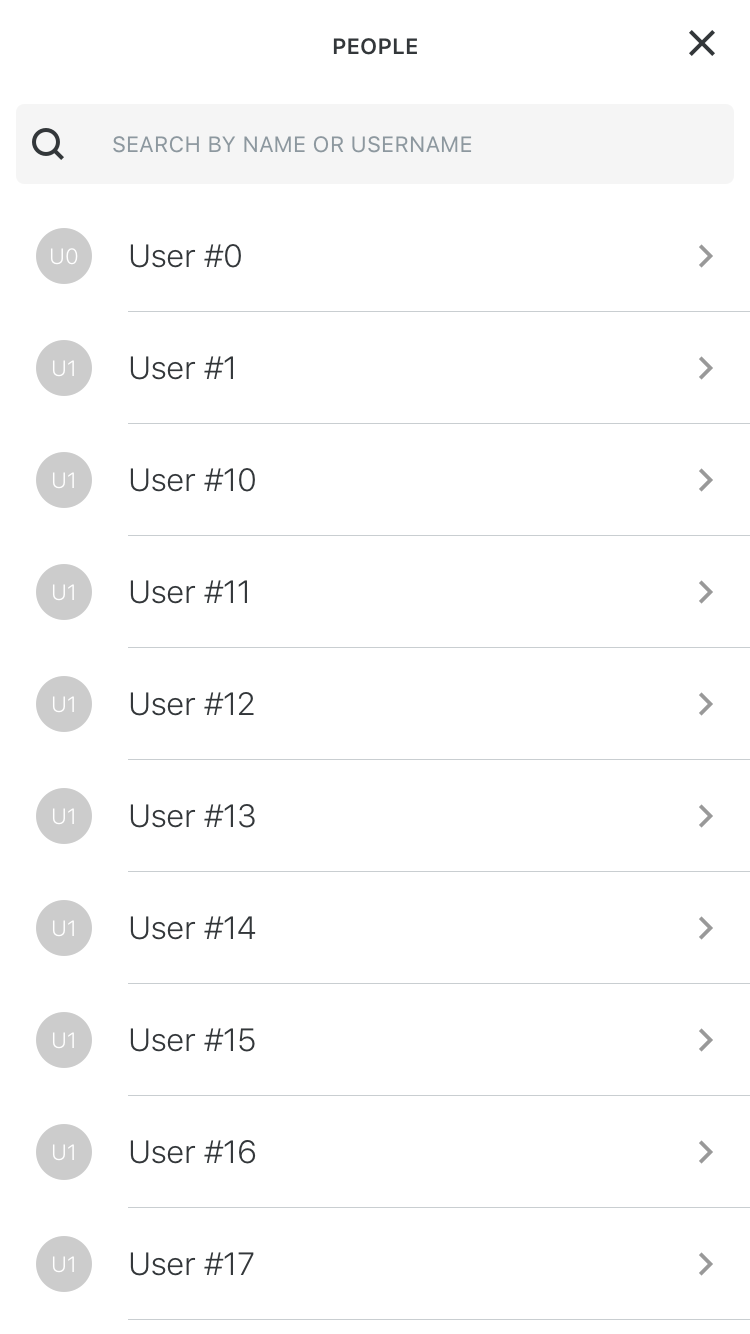 PEOPLE
SEARCH BY NAME OR USERNAME
U0 User #0
U1 User #1
U1 User #10
U1 User #11
U1 User #12
U1 User #13
U1 User #14
U1 User #15
U1 User #16
U1 User #17